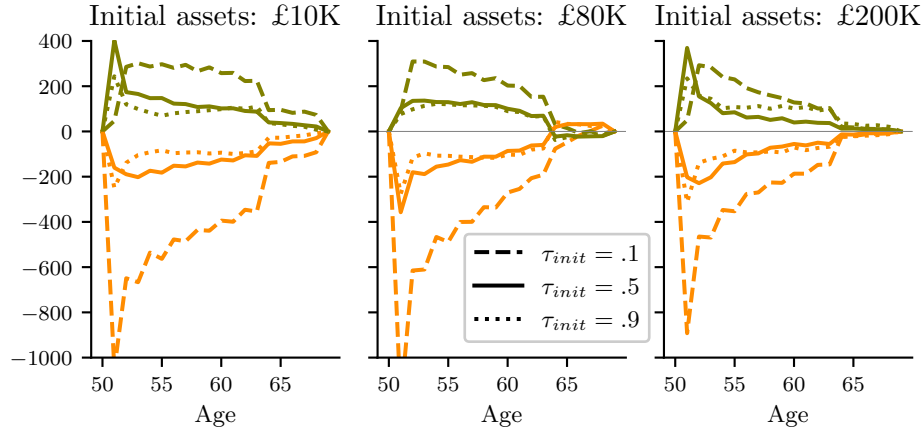 Initial assets: £10K
Initial assets: £80K
Initial assets: £200K
400
200
0
−200
−400
−600
−800
−1000
τinit = .1
τinit = .5
τinit = .9
50 55 60 65
50 55 60 65
50 55 60 65
Age
Age
Age